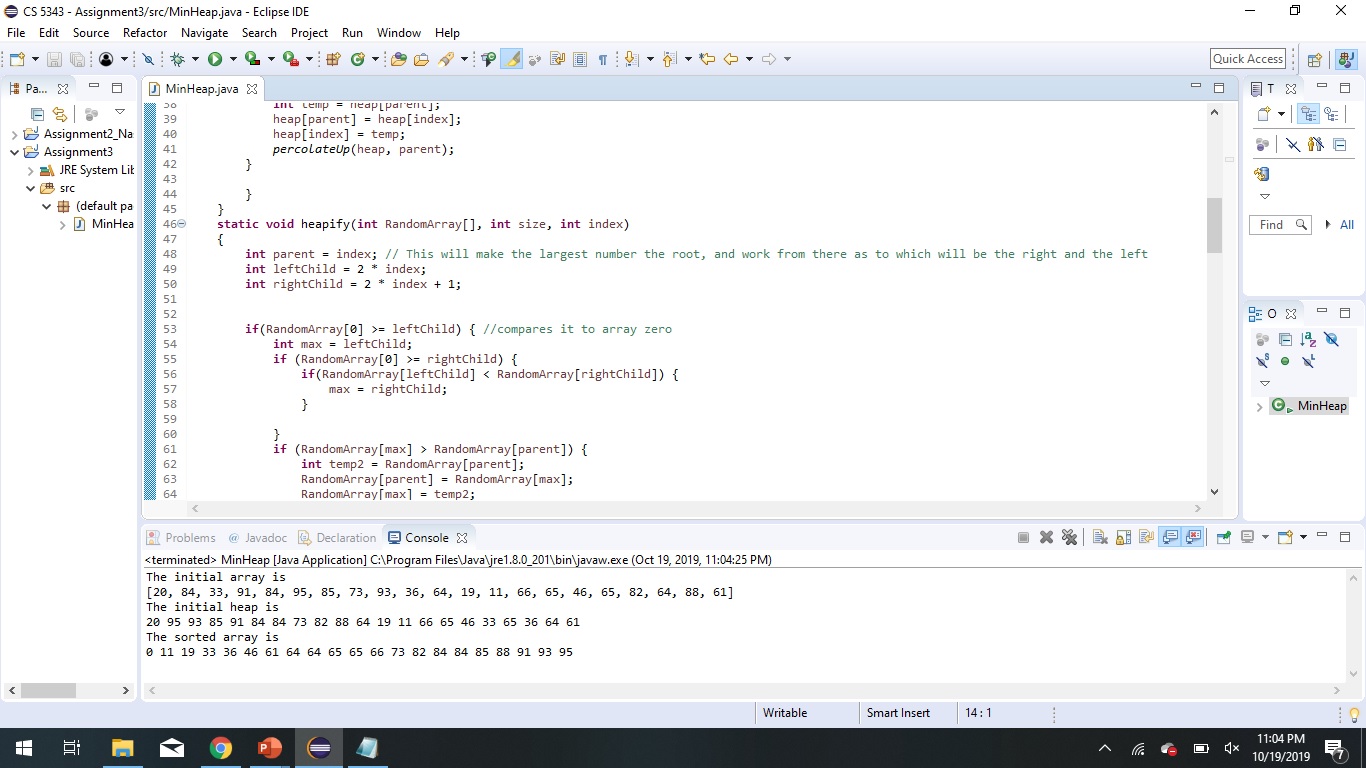 CS 5343 - Assignment3/src/MinHeap.java - Eclipse IDE
File Edit Source Refactor Navigate Search Project Run Window Help
Quick Access
Pa...
Assignment2_Na
Assignment3
JRE System Lib
src
(default pa
MinHea
MinHeap.java
38 int temp = heap[parent];
39 heap[parent] = heap[index];
40 heap[index] = temp;
41 percolateUp(heap, parent);
42 }
43
44 }
45 }
46 static void heapify(int RandomArray[], int size, int index)
47 {
48 int parent = index; // This will make the largest number the root, and work from there as to which will be the right and the left
49 int leftChild = 2 * index;
50 int rightChild = 2 * index + 1;
51
52
53 if(RandomArray[0] >= leftChild) { //compares it to array zero
54 int max = leftChild;
55 if (RandomArray[0] >= rightChild) {
56 if(RandomArray[leftChild] < RandomArray[rightChild]) {
57 max = rightChild;
58 }
59
60 }
61 if (RandomArray[max] > RandomArray[parent]) {
62 int temp2 = RandomArray[parent];
63 RandomArray[parent] = RandomArray[max];
64 RandomArray[max] = temp2;
T
Find All
O
MinHeap
Problems @ Javadoc Declaration Console
<terminated> MinHeap [Java Application] C:\Program Files\Java\jre1.8.0_201\bin\javaw.exe (Oct 19, 2019, 11:04:25 PM)
The initial array is
[20, 84, 33, 91, 84, 95, 85, 73, 93, 36, 64, 19, 11, 66, 65, 46, 65, 82, 64, 88, 61]
The initial heap is
20 95 93 85 91 84 84 73 82 88 64 19 11 66 65 46 33 65 36 64 61
The sorted array is
0 11 19 33 36 46 61 64 64 65 65 66 73 82 84 84 85 88 91 93 95
Writable Smart Insert 14 : 1
11:04 PM
10/19/2019
7